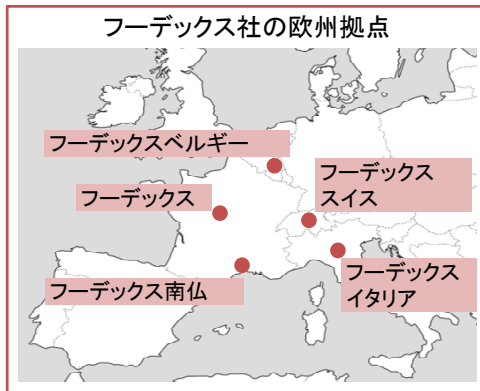 フーデックス社の欧州拠点
フーデックスベルギー
フーデックス
スイス
フーデックス
フーデックス南仏
フーデックス
イタリア